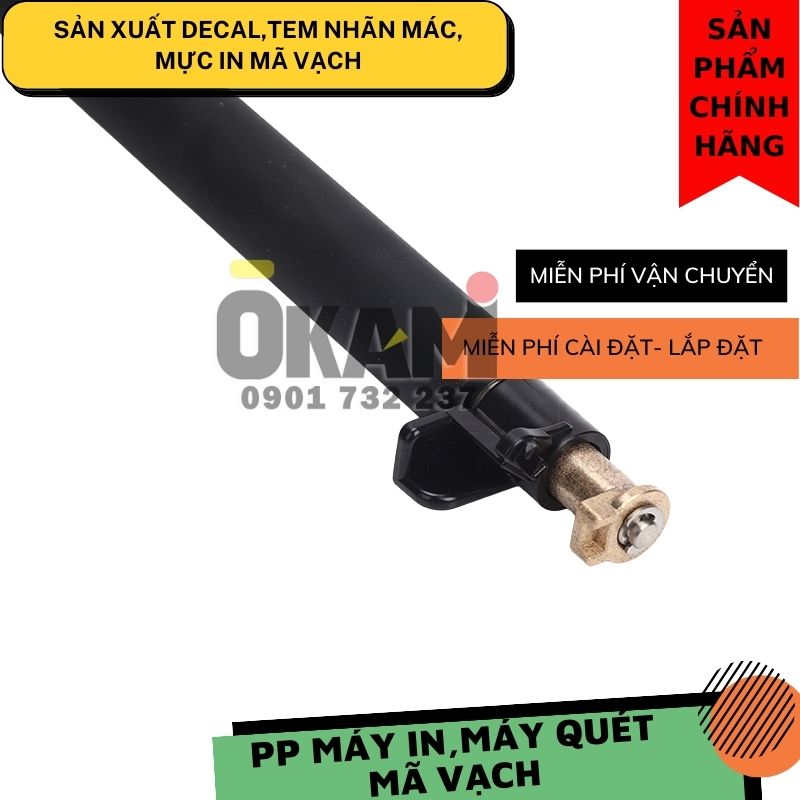 SẢN XUẤT DECAL,TEM NHÃN MÁC,
MỰC IN MÃ VẠCH
SẢN
PHẨM
CHÍNH
HÃNG
MIỄN PHÍ VẬN CHUYỂN
MIỄN PHÍ CÀI ĐẶT- LẮP ĐẶT
ŌKAMI
0901 732 237
PP MÁY IN,MÁY QUÉT
MÃ VẠCH